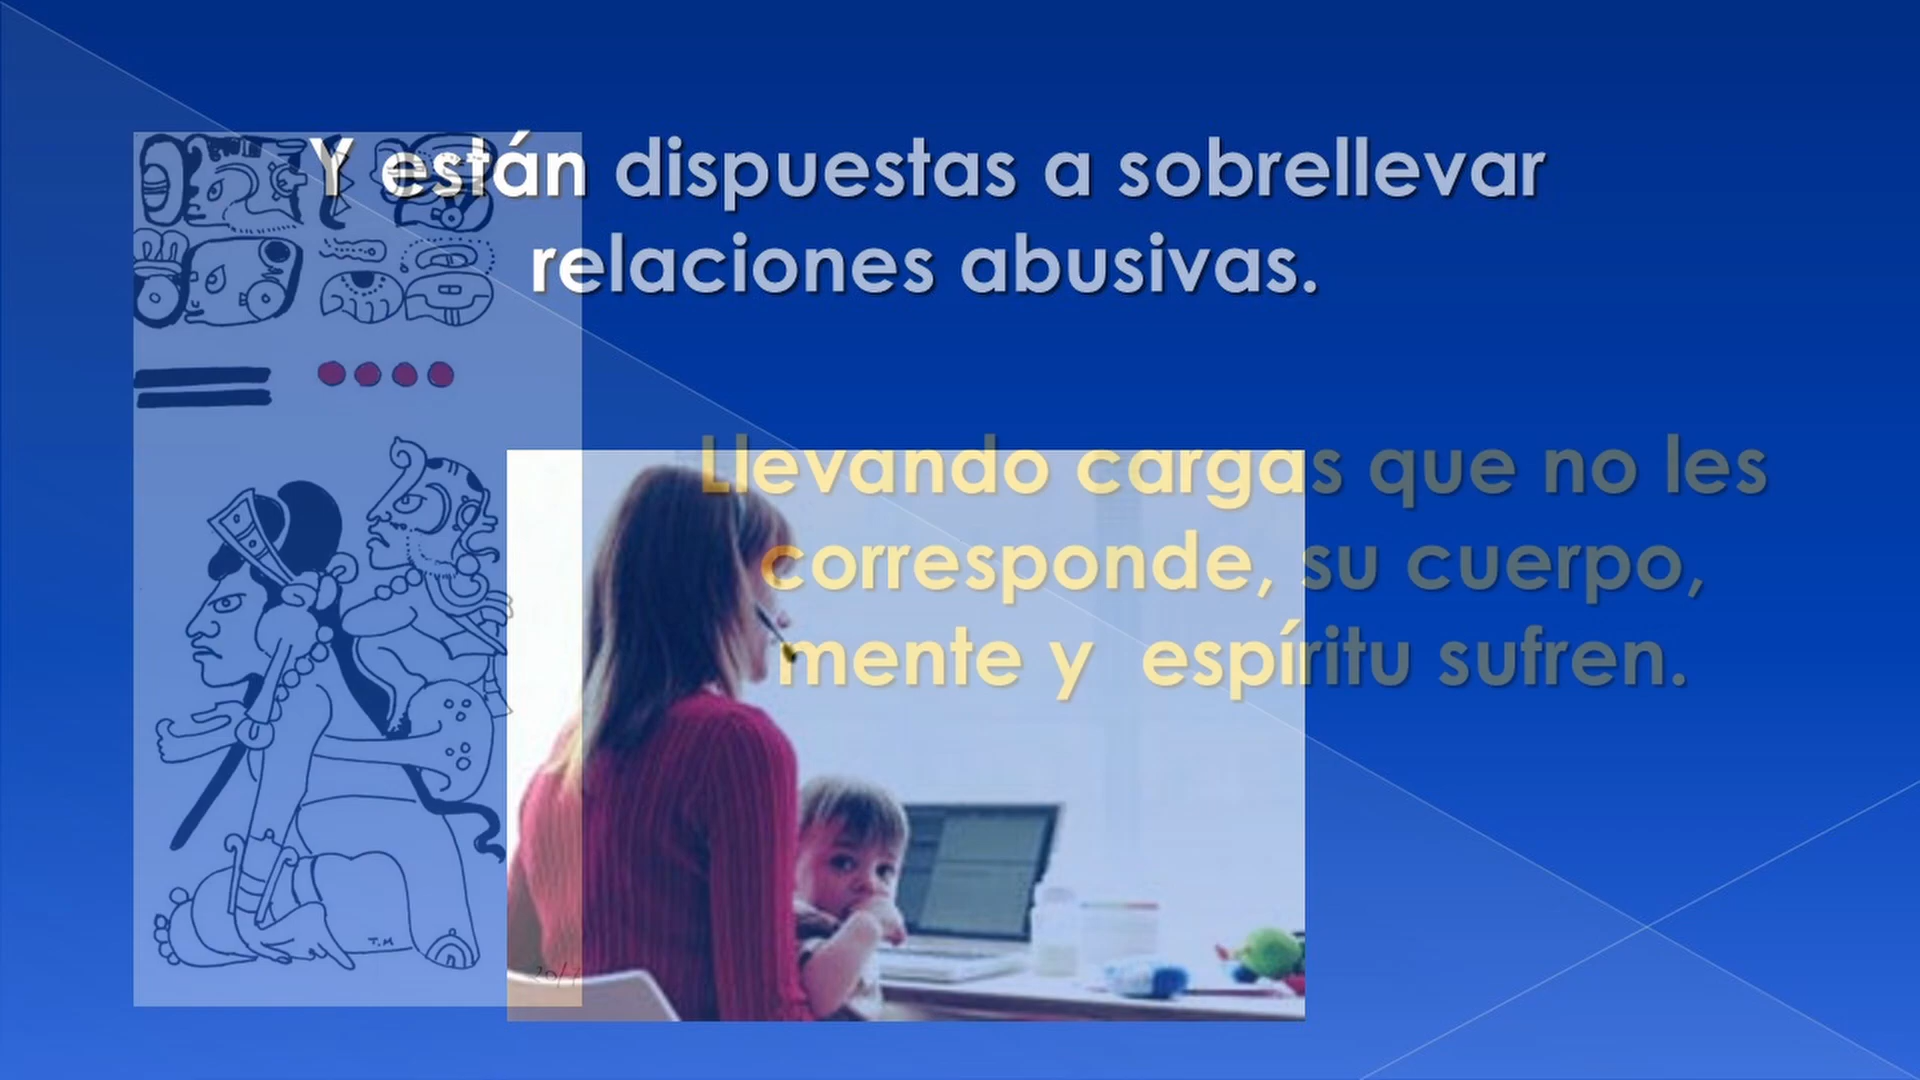 Y están dispuestas a sobrellevar
relaciones abusivas.
Llevando cargas que no les
corresponde, su cuerpo,
mente y espíritu sufren.
T.M